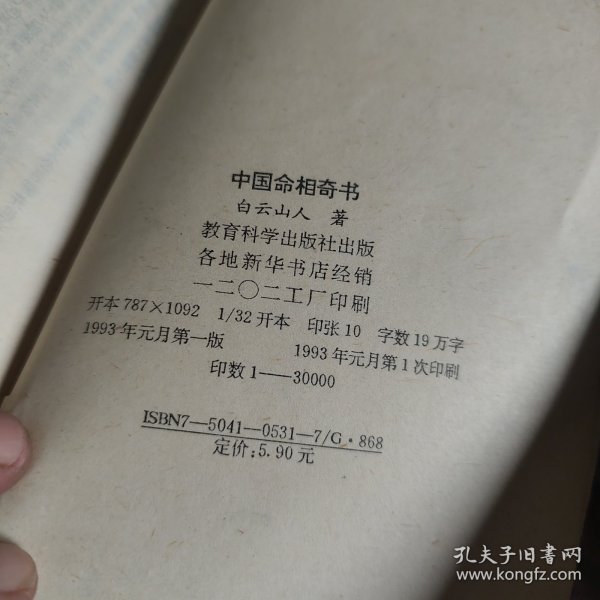 中国命相奇书
白云山人 著
教育科学出版社出版
各地新华书店经销
一二〇二工厂印刷
开本 787×1092 1/32 开本 印张 10 字数 19 万字
1993 年元月第一版 1993 年元月第 1 次印刷
印数 1——30000
ISBN7—5041—0531—7/G·868
定价:5.90 元
孔夫子旧书网
www.kongfz.com